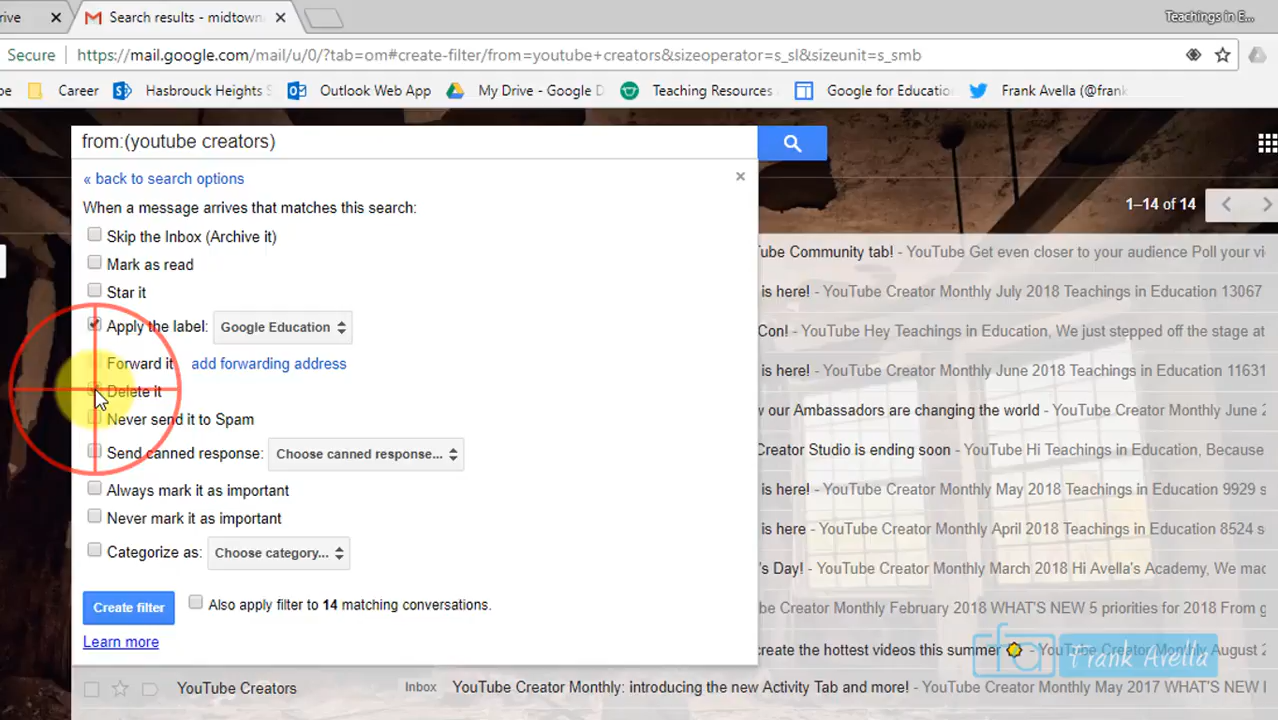 rive
Search results - midtown
Teachings in E...
Secure https://mail.google.com/mail/u/0/?tab=om#create-filter/from=youtube+creators&sizeoperator=s_sl&sizeunit=s_smb
Career Hasbrouck Heights S Outlook Web App My Drive - Google D Teaching Resources Google for Educatio Frank Avella (@frank
from:(youtube creators)
« back to search options
When a message arrives that matches this search:
Skip the Inbox (Archive it)
Mark as read
Star it
Apply the label: Google Education
Forward it add forwarding address
Delete it
Never send it to Spam
Send canned response: Choose canned response...
Always mark it as important
Never mark it as important
Categorize as: Choose category...
Create filter Also apply filter to 14 matching conversations.
Learn more
1–14 of 14
Tube Community tab! - YouTube Get even closer to your audience Poll your vi
is here! - YouTube Creator Monthly July 2018 Teachings in Education 13067
Con! - YouTube Hey Teachings in Education, We just stepped off the stage at
is here! - YouTube Creator Monthly June 2018 Teachings in Education 11631
w our Ambassadors are changing the world - YouTube Creator Monthly June 2
Creator Studio is ending soon - YouTube Hi Teachings in Education, Because
is here! - YouTube Creator Monthly May 2018 Teachings in Education 9929 s
is here - YouTube Creator Monthly April 2018 Teachings in Education 8524 s
's Day! - YouTube Creator Monthly March 2018 Hi Avella's Academy, We mad
- YouTube Creator Monthly February 2018 WHAT'S NEW 5 priorities for 2018 From g
create the hottest videos this summer - YouTube Creator Monthly August 2
fa Frank Avella
YouTube Creators Inbox YouTube Creator Monthly: introducing the new Activity Tab and more! - YouTube Creator Monthly May 2017 WHAT'S NEW I